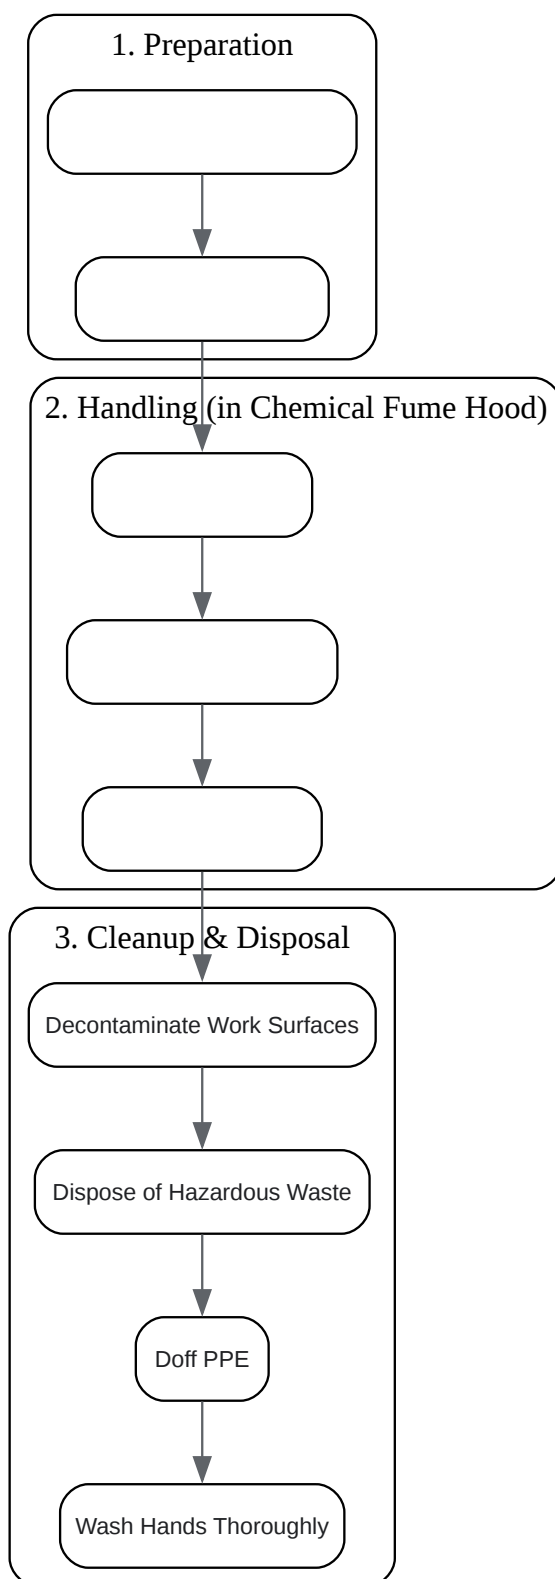 1. Preparation
2. Handling (in Chemical Fume Hood)
3. Cleanup & Disposal
Decontaminate Work Surfaces
Dispose of Hazardous Waste
Doff PPE
Wash Hands Thoroughly